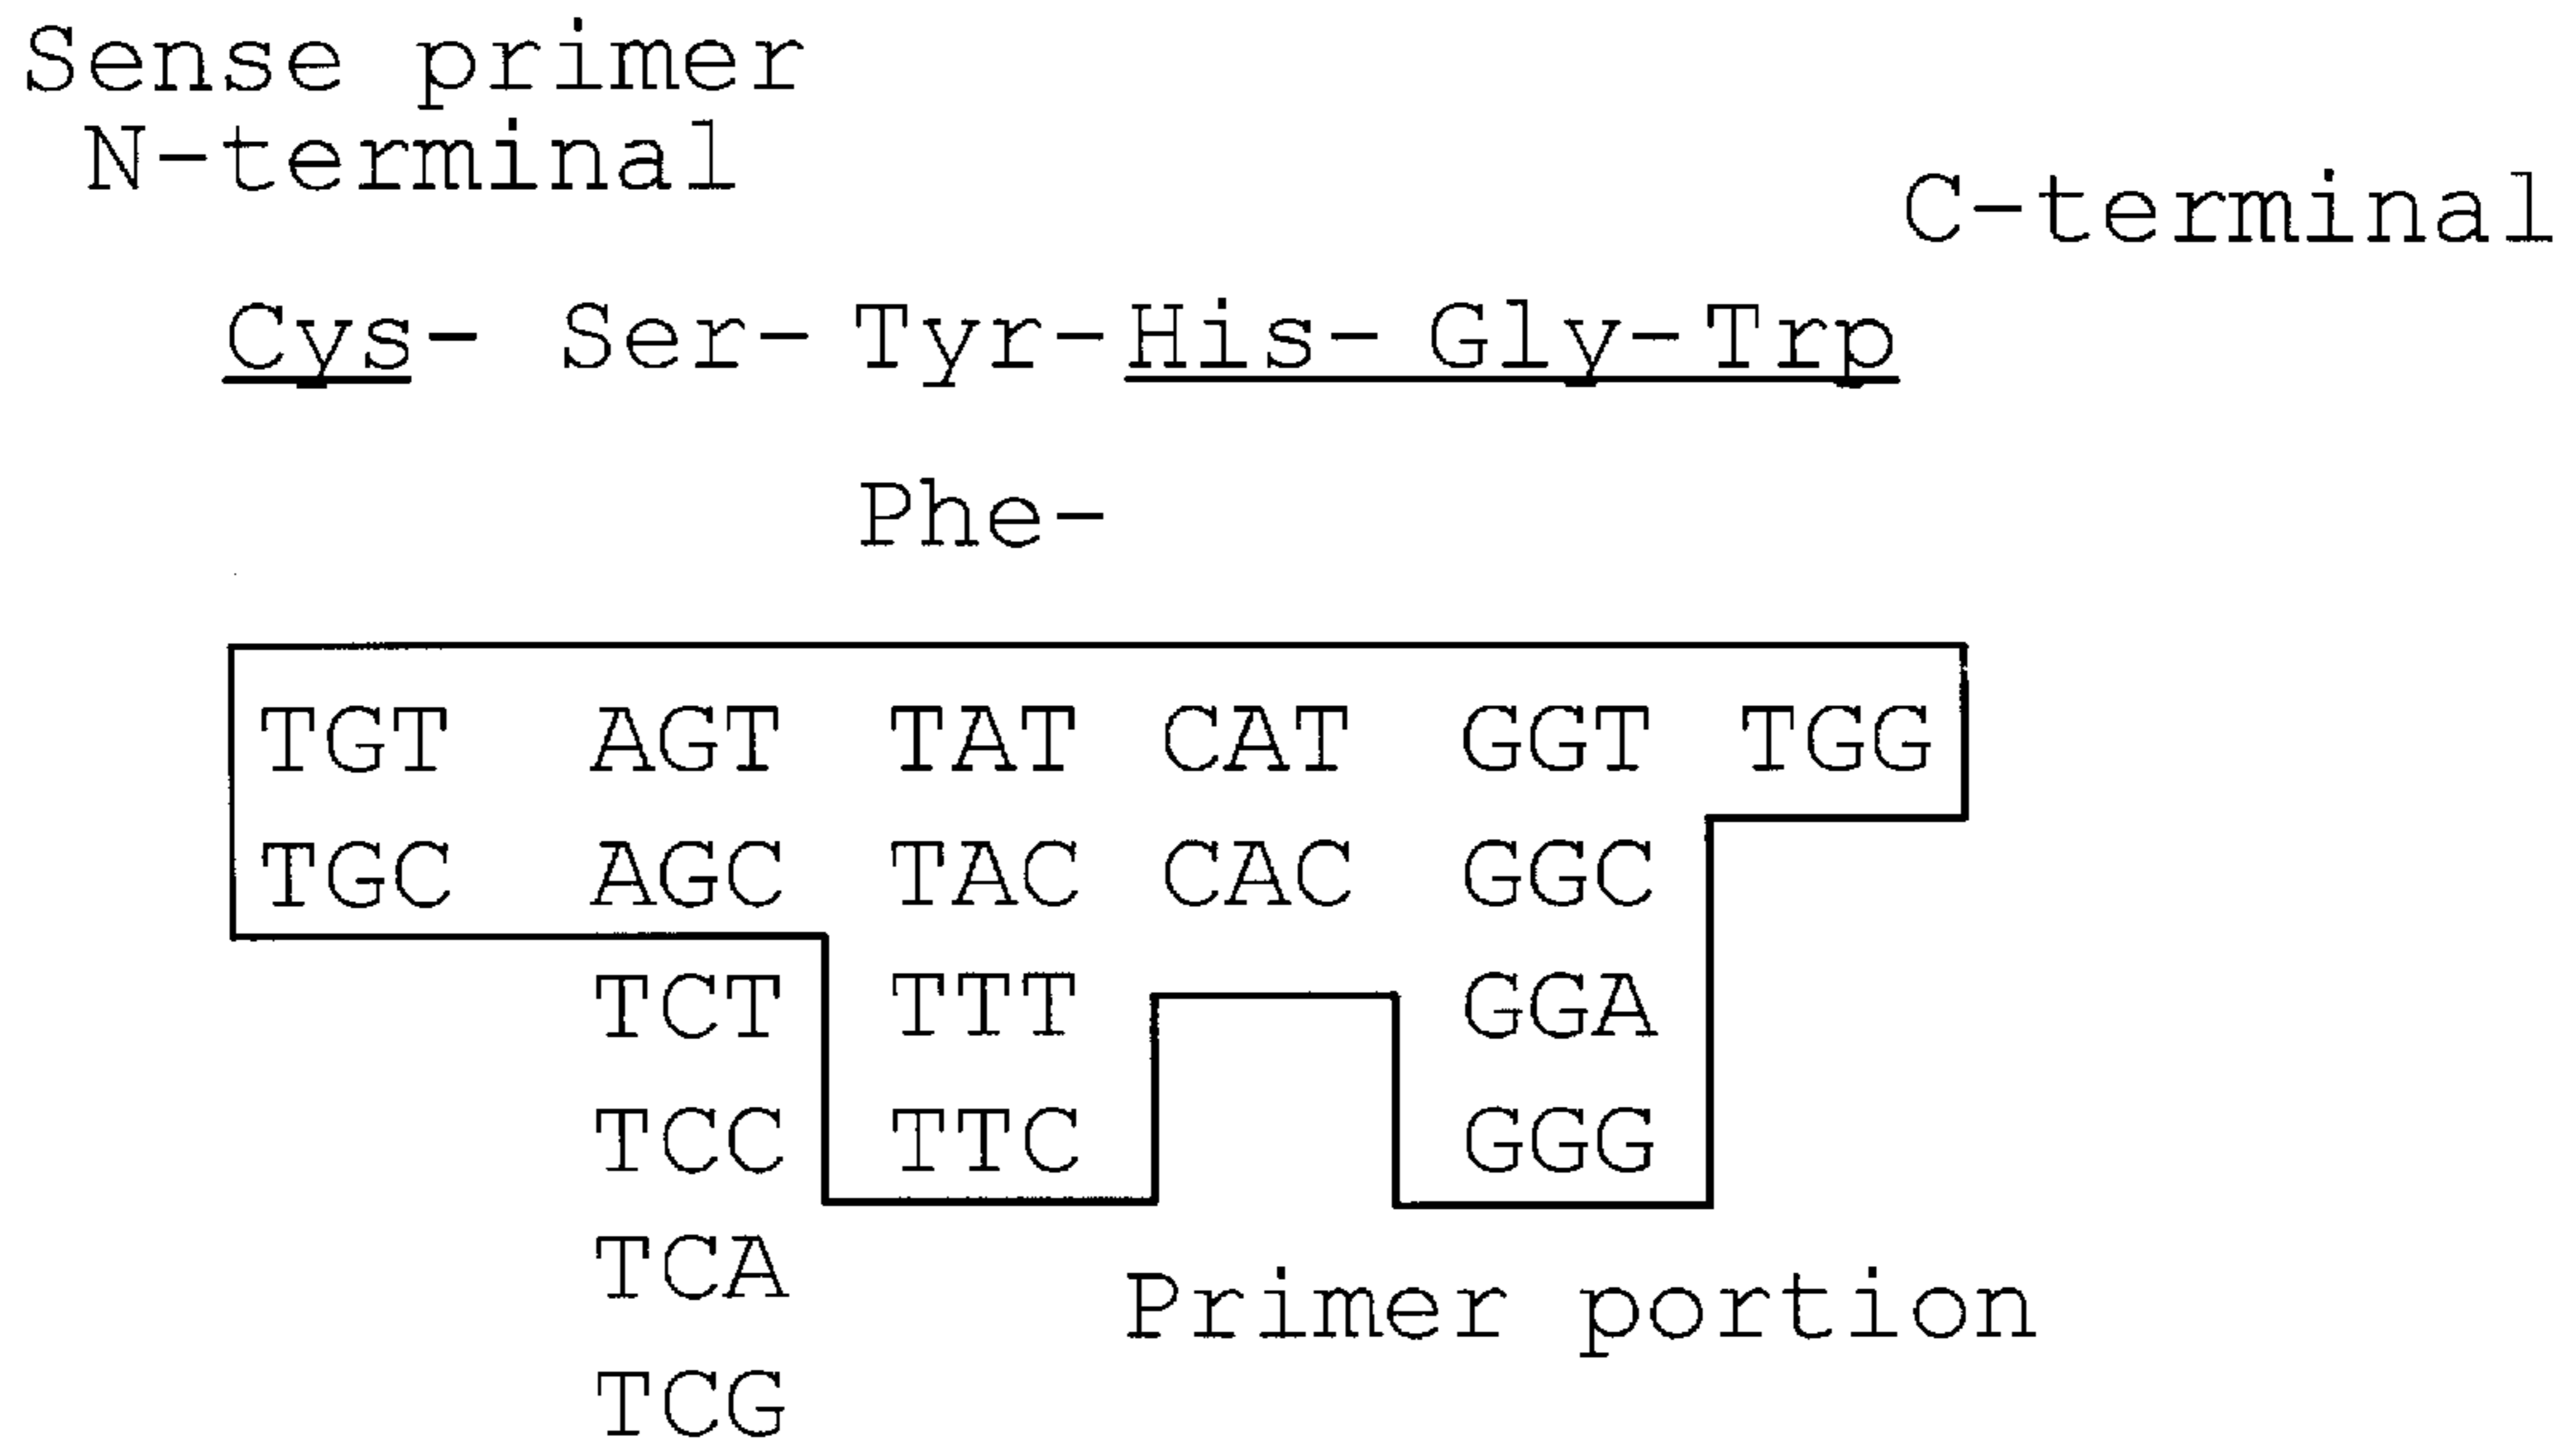 Sense primer
N-terminal
C-terminal
Cys- Ser- Tyr-His- Gly-Trp
Phe-
TGT AGT TAT CAT GGT TGG
TGC AGC TAC CAC GGC
TCT TTT GGA
TCC TTC GGG
TCA
Primer portion
TCG